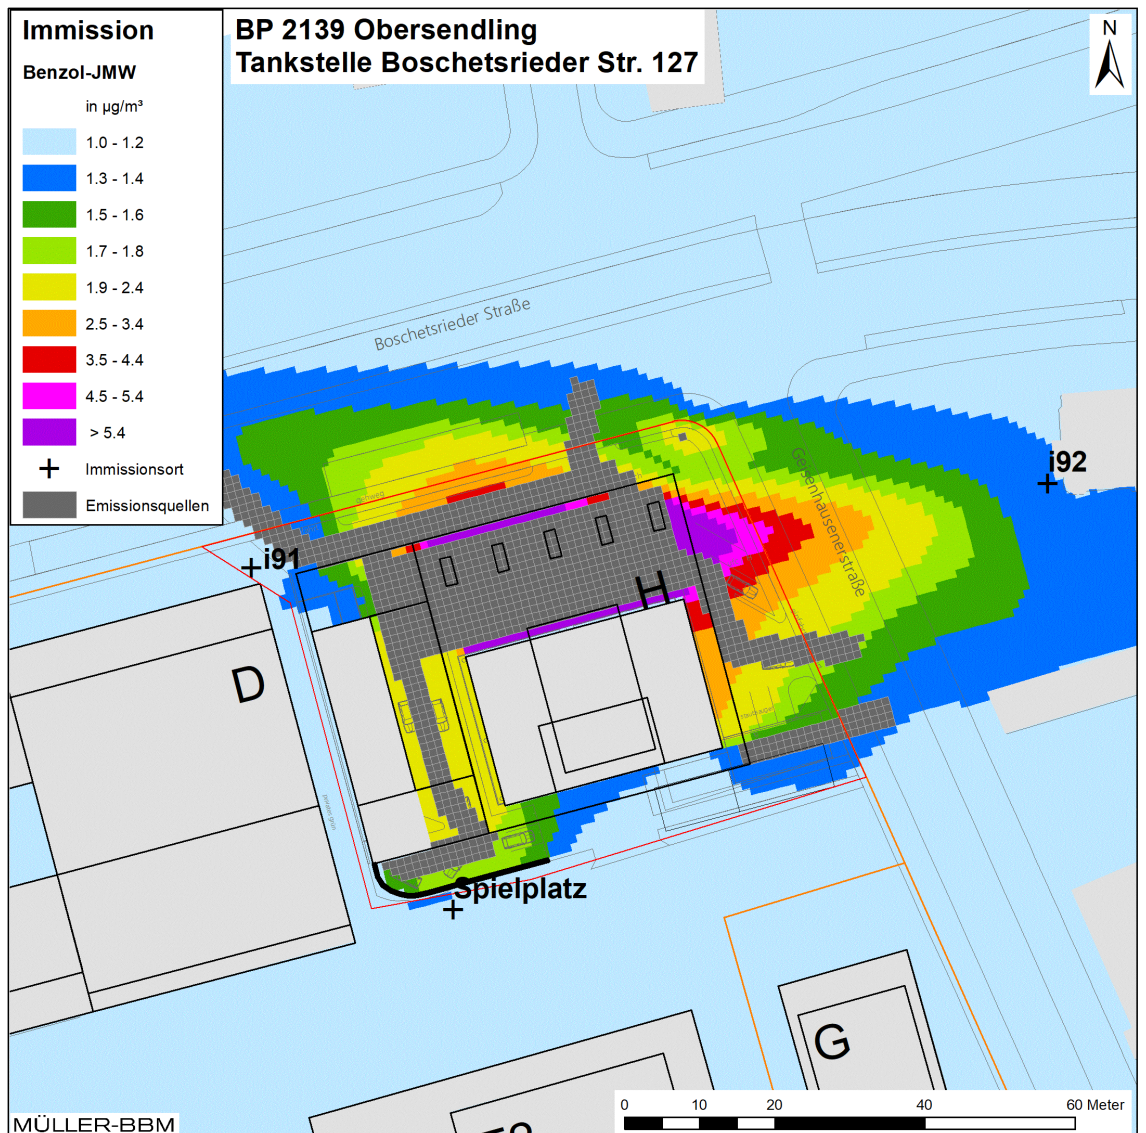 Immission
Benzol-JMW
in µg/m³
1.0 - 1.2
1.3 - 1.4
1.5 - 1.6
1.7 - 1.8
1.9 - 2.4
2.5 - 3.4
3.5 - 4.4
4.5 - 5.4
> 5.4
Immissionsort
Emissionsquellen
BP 2139 Obersendling
Tankstelle Boschetsrieder Str. 127
N
Boschetsrieder Straße
Gehweg
Geisenhausenerstraße
i92
i91
H
D
Spielplatz
G
0 10 20 40 60 Meter
MÜLLER-BBM